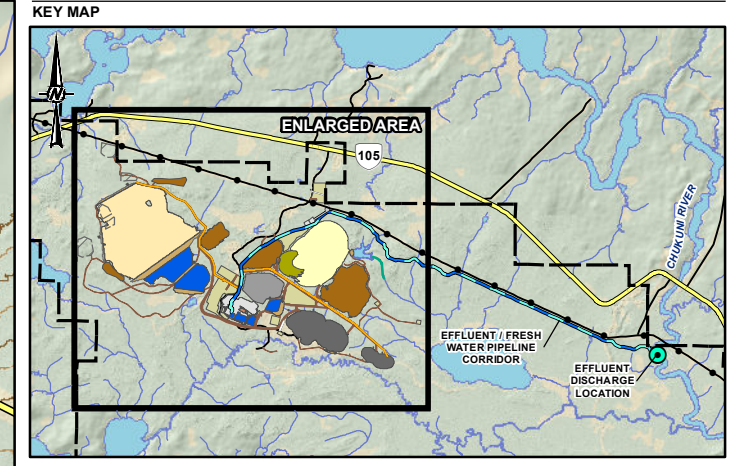 KEY MAP
N
ENLARGED AREA
105
CHUKUNI RIVER
EFFLUENT / FRESH
WATER PIPELINE
CORRIDOR
EFFLUENT
DISCHARGE
LOCATION